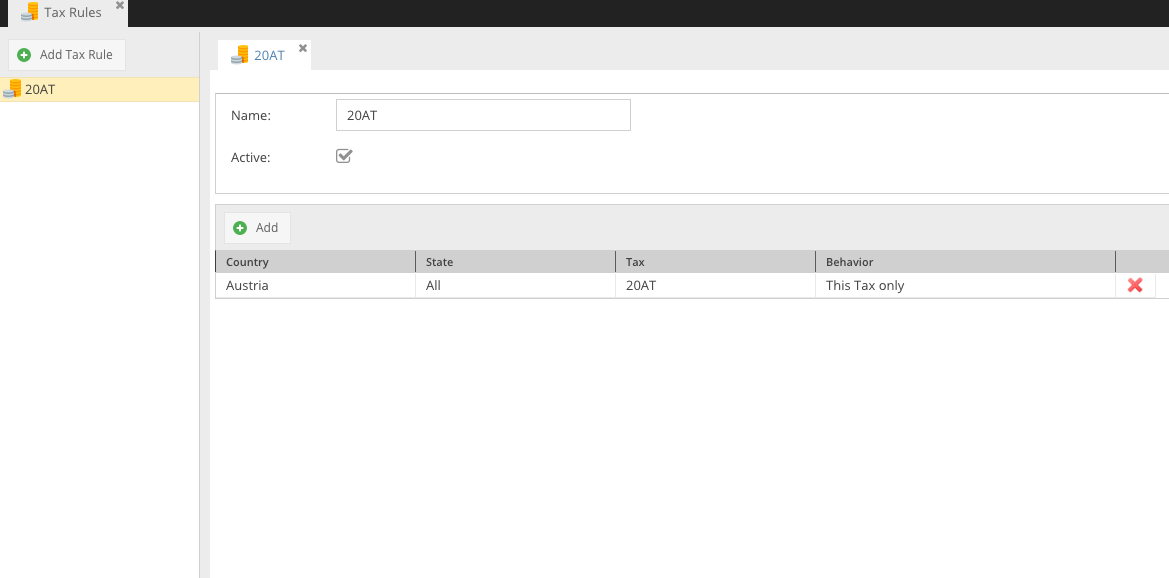 Tax Rules
Add Tax Rule
20AT
20AT
Name: 20AT
Active:
Add
Country State Tax Behavior
Austria All 20AT This Tax only